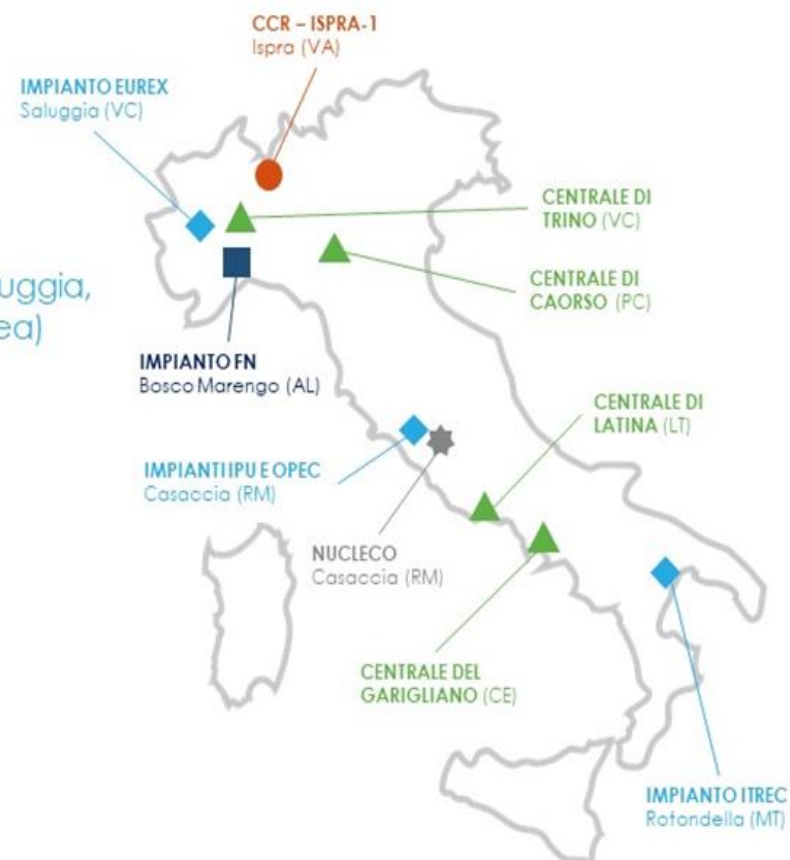 CCR – ISPRA-1
Ispra (VA)
IMPIANTO EUREX
Saluggia (VC)
CENTRALE DI
TRINO (VC)
uggia,
ea)
CENTRALE DI
CAORSO (PC)
IMPIANTO FN
Bosco Marengo (AL)
CENTRALE DI
LATINA (LT)
IMPIANTI IPU E OPEC
Casaccia (RM)
NUCLECO
Casaccia (RM)
CENTRALE DEL
GARIGLIANO (CE)
IMPIANTO ITREC
Rotondella (MT)